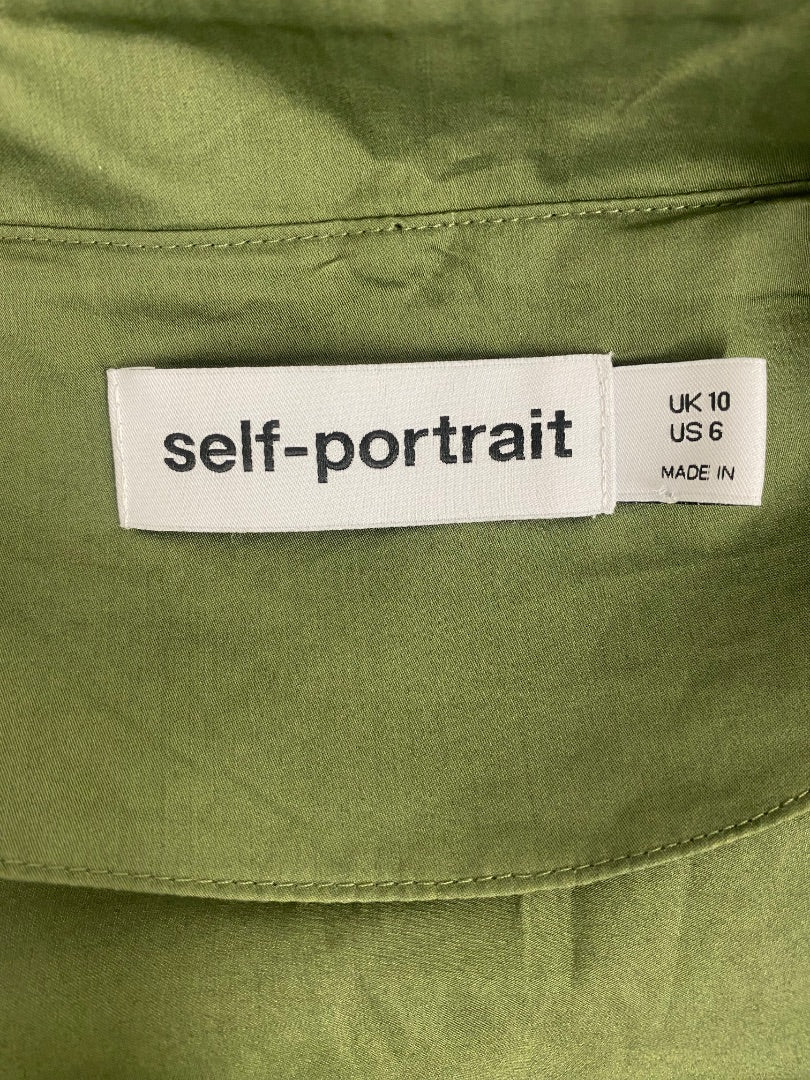 self-portrait
UK 10
US 6
MADE IN